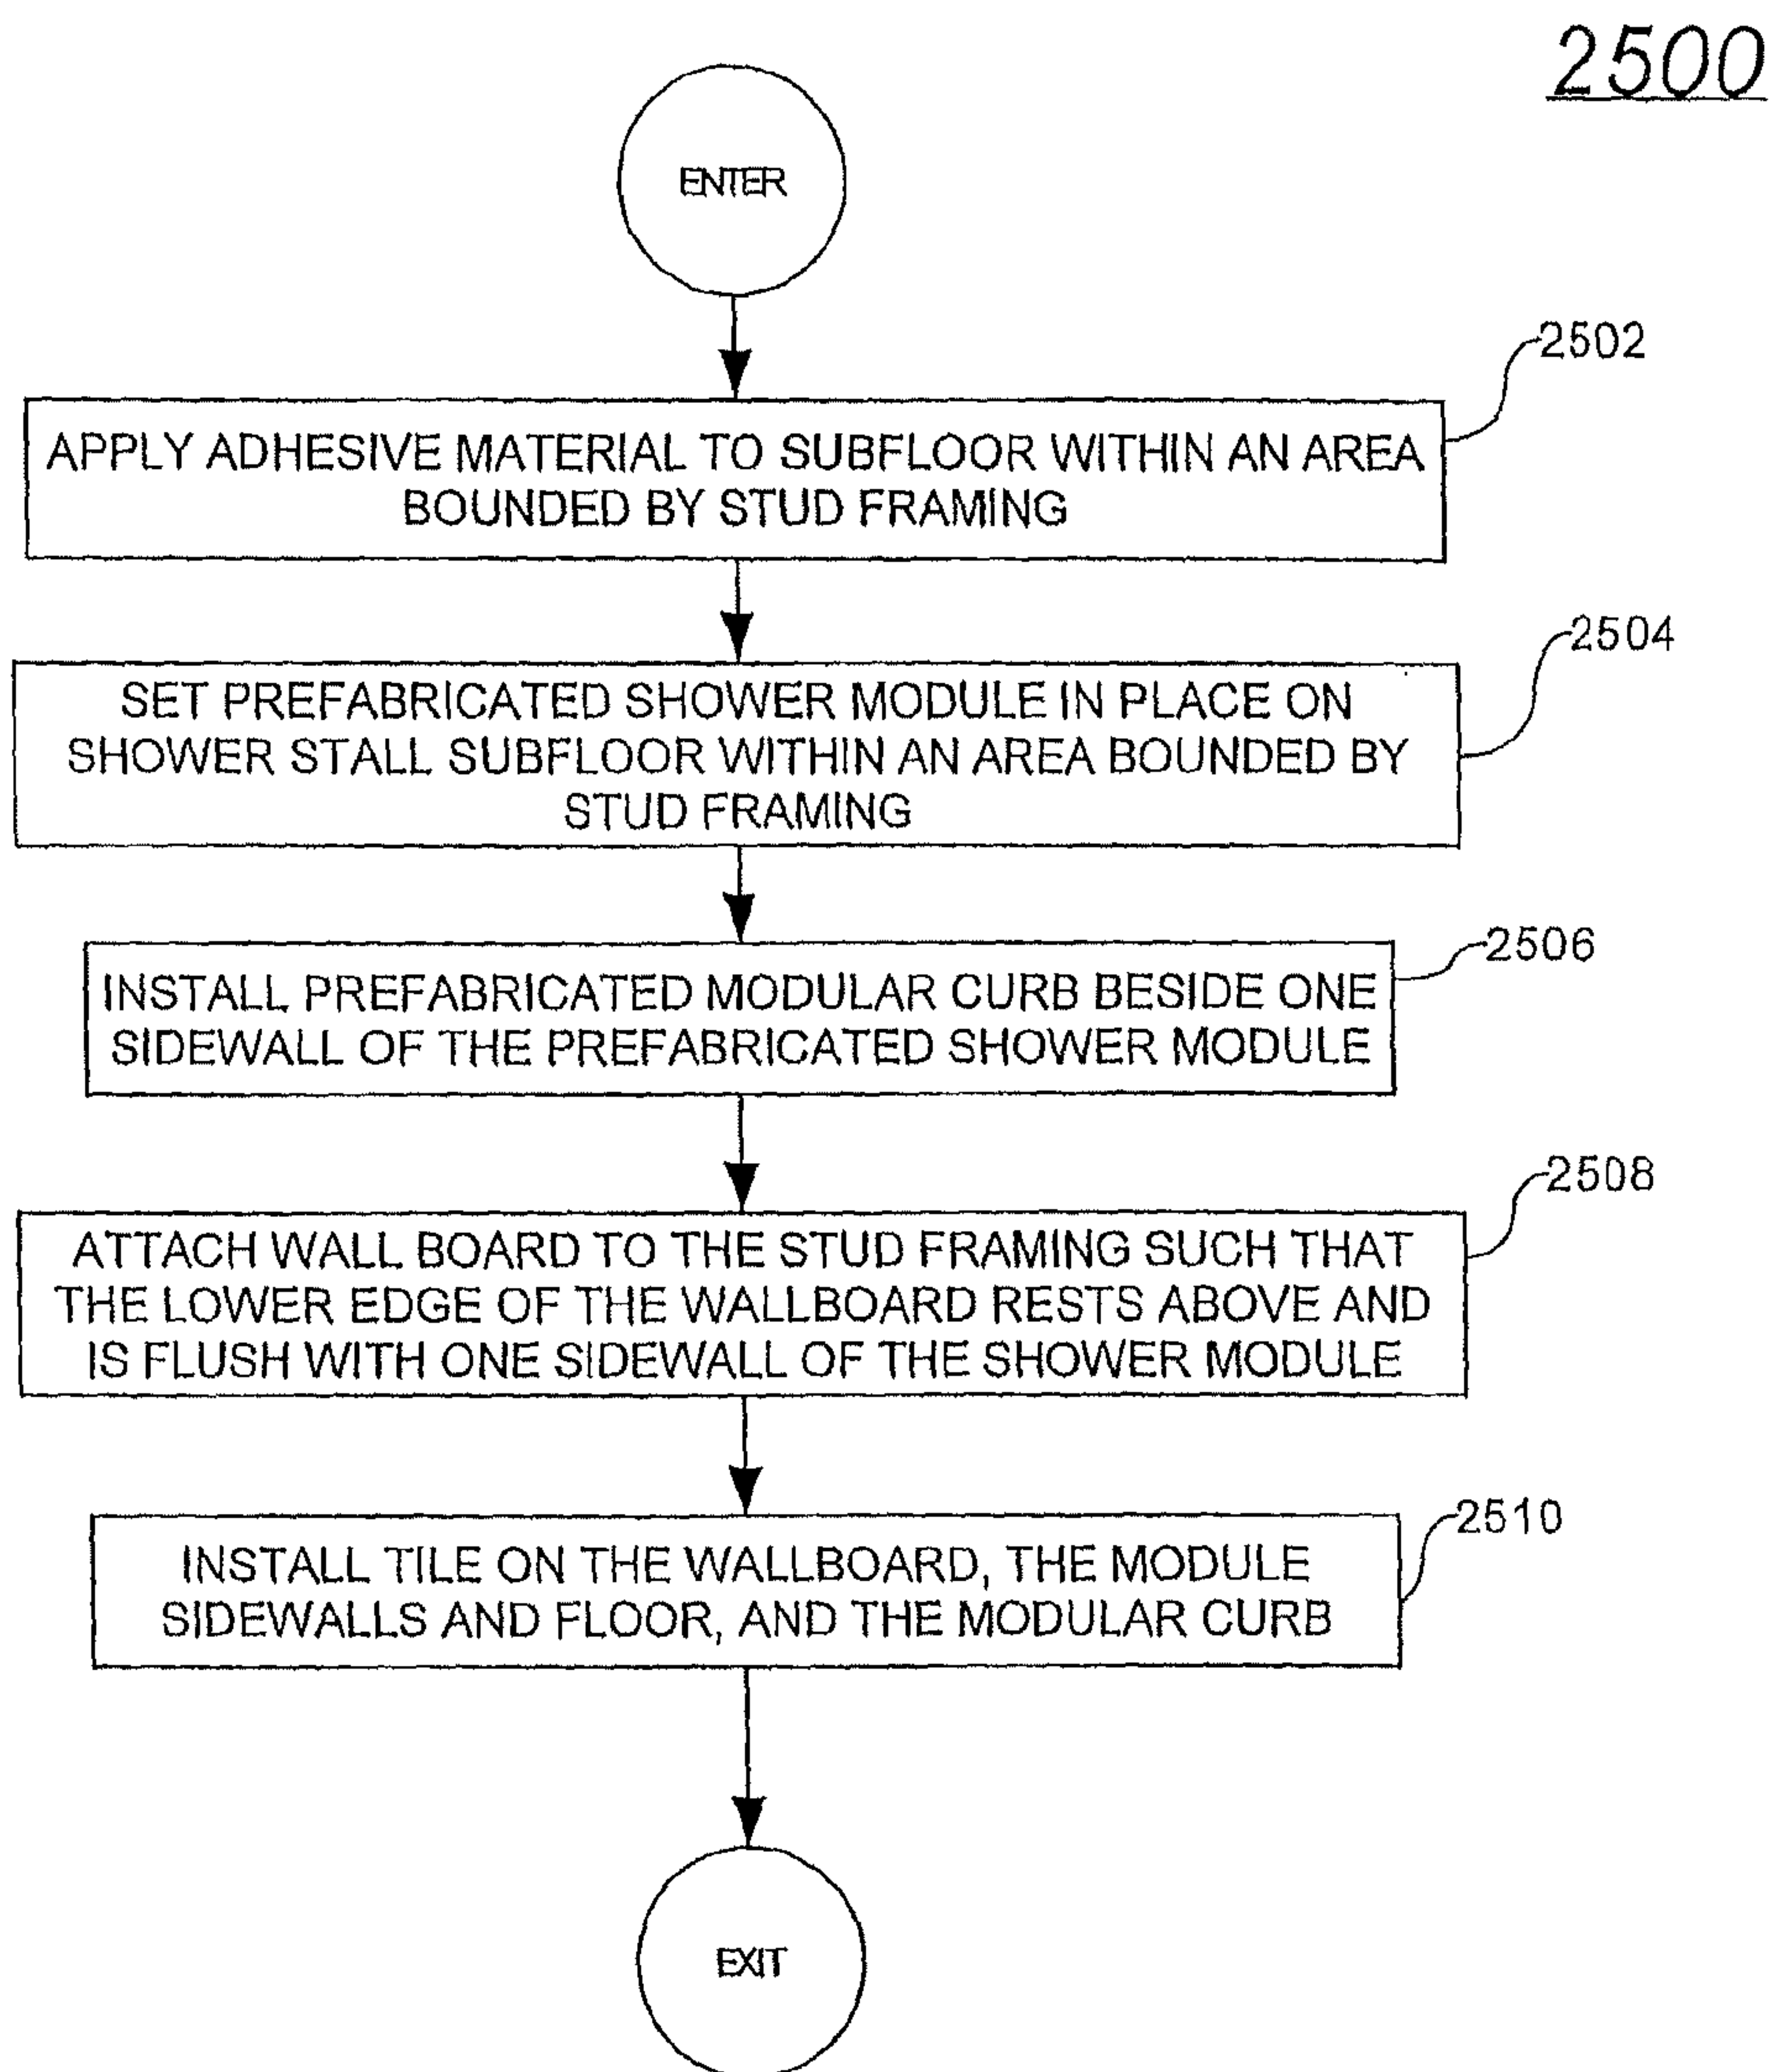 2500
ENTER
2502
APPLY ADHESIVE MATERIAL TO SUBFLOOR WITHIN AN AREA
BOUNDED BY STUD FRAMING
2504
SET PREFABRICATED SHOWER MODULE IN PLACE ON
SHOWER STALL SUBFLOOR WITHIN AN AREA BOUNDED BY
STUD FRAMING
2506
INSTALL PREFABRICATED MODULAR CURB BESIDE ONE
SIDEWALL OF THE PREFABRICATED SHOWER MODULE
2508
ATTACH WALL BOARD TO THE STUD FRAMING SUCH THAT
THE LOWER EDGE OF THE WALLBOARD RESTS ABOVE AND
IS FLUSH WITH ONE SIDEWALL OF THE SHOWER MODULE
2510
INSTALL TILE ON THE WALLBOARD, THE MODULE
SIDEWALLS AND FLOOR, AND THE MODULAR CURB
EXIT